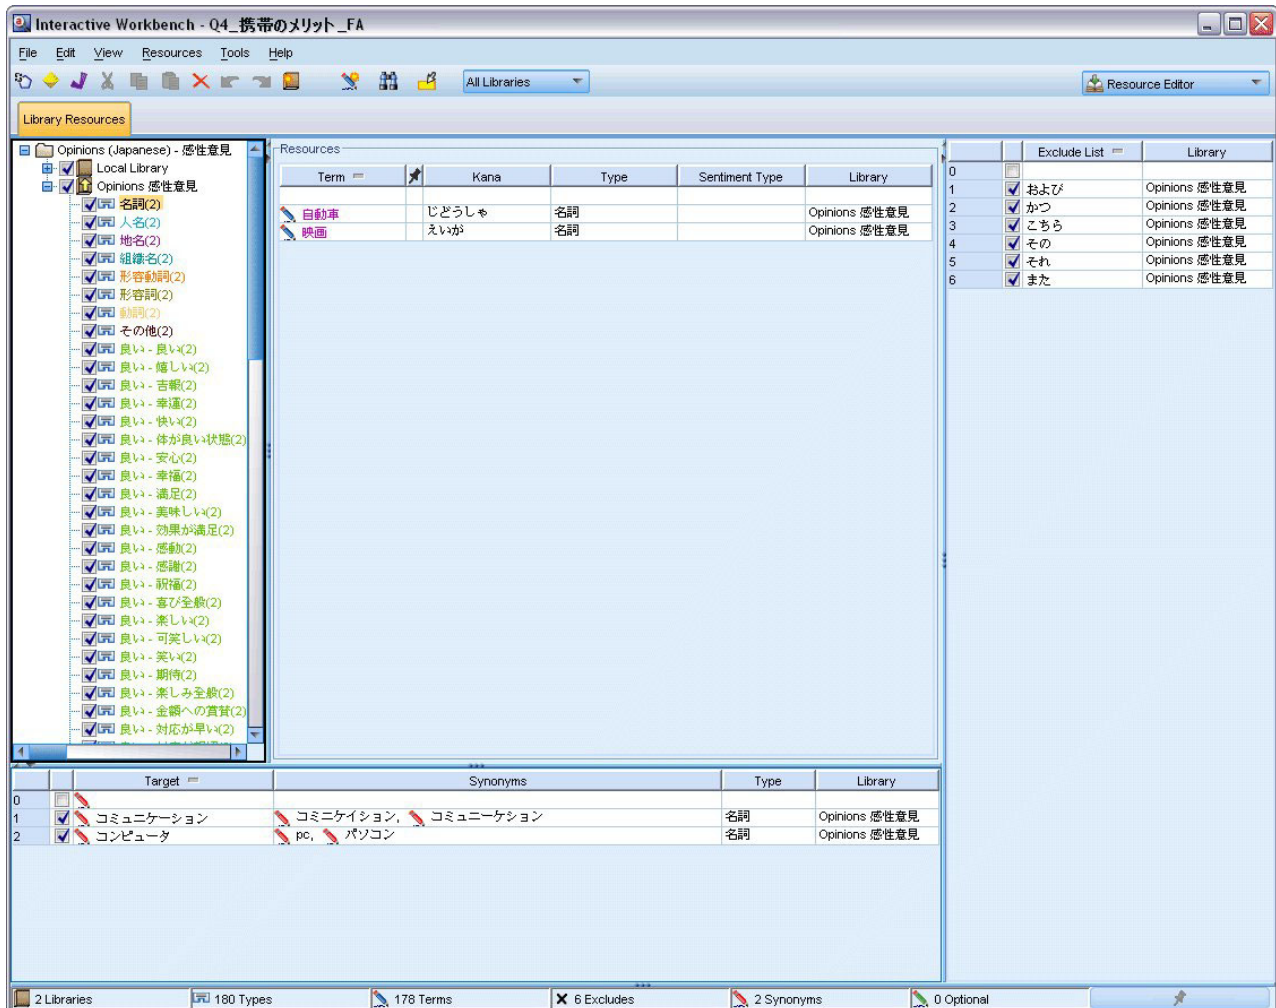 Interactive Workbench - Q4_携帯のメリット_FA
File Edit View Resources Tools Help
All Libraries
Resource Editor
Library Resources
Opinions (Japanese) - 感性意見
Local Library
Opinions 感性意見
名詞(2)
人名(2)
地名(2)
組織名(2)
形容動詞(2)
形容詞(2)
動詞(2)
その他(2)
良い - 良い(2)
良い - 嬉しい(2)
良い - 吉報(2)
良い - 幸運(2)
良い - 快い(2)
良い - 体が良い状態(2)
良い - 安心(2)
良い - 幸福(2)
良い - 満足(2)
良い - 美味しい(2)
良い - 効果が満足(2)
良い - 感動(2)
良い - 感謝(2)
良い - 祝福(2)
良い - 喜び全般(2)
良い - 楽しい(2)
良い - 可笑しい(2)
良い - 笑い(2)
良い - 期待(2)
良い - 楽しみ全般(2)
良い - 金額への賞賛(2)
良い - 対応が早い(2)
Resources
Term Kana Type Sentiment Type Library
自動車 じどうしゃ 名詞 Opinions 感性意見
映画 えいが 名詞 Opinions 感性意見
Exclude List Library
0
1 および Opinions 感性意見
2 かつ Opinions 感性意見
3 こちら Opinions 感性意見
4 その Opinions 感性意見
5 それ Opinions 感性意見
6 また Opinions 感性意見
Target Synonyms Type Library
0
1 コミュニケーション コミニケイション, コミュニーケション 名詞 Opinions 感性意見
2 コンピュータ pc, パソコン 名詞 Opinions 感性意見
2 Libraries 180 Types 178 Terms 6 Excludes 2 Synonyms 0 Optional